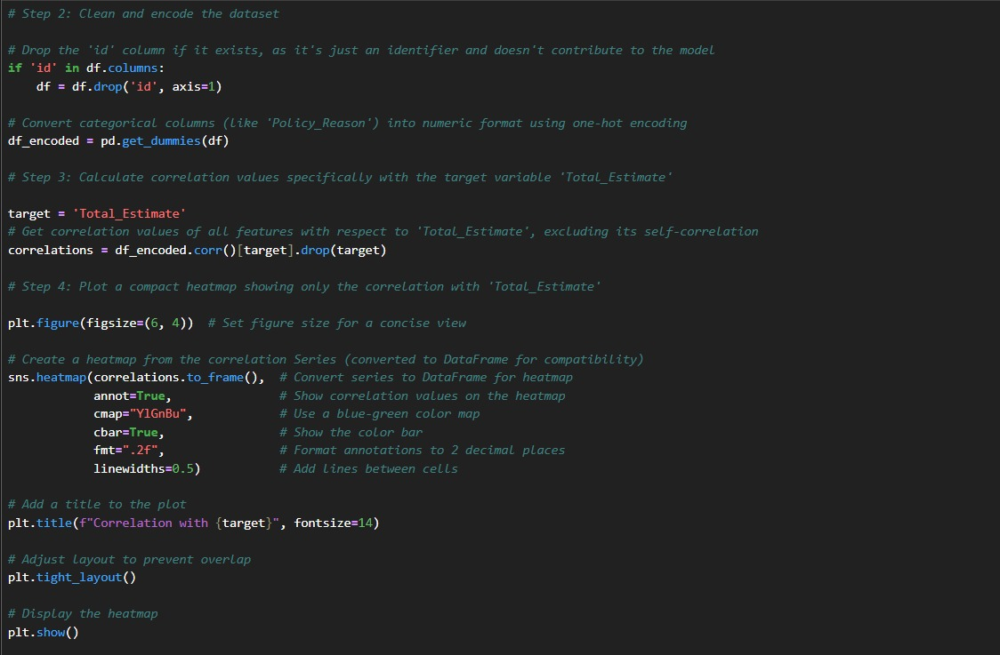 # Step 2: Clean and encode the dataset
# Drop the 'id' column if it exists, as it's just an identifier and doesn't contribute to the model
if 'id' in df.columns:
    df = df.drop('id', axis=1)
# Convert categorical columns (like 'Policy_Reason') into numeric format using one-hot encoding
df_encoded = pd.get_dummies(df)
# Step 3: Calculate correlation values specifically with the target variable 'Total_Estimate'
target = 'Total_Estimate'
# Get correlation values of all features with respect to 'Total_Estimate', excluding its self-correlation
correlations = df_encoded.corr()[target].drop(target)
# Step 4: Plot a compact heatmap showing only the correlation with 'Total_Estimate'
plt.figure(figsize=(6, 4))  # Set figure size for a concise view
# Create a heatmap from the correlation Series (converted to DataFrame for compatibility)
sns.heatmap(correlations.to_frame(),  # Convert series to DataFrame for heatmap
            annot=True,               # Show correlation values on the heatmap
            cmap="YlGnBu",            # Use a blue-green color map
            cbar=True,                # Show the color bar
            fmt=".2f",                # Format annotations to 2 decimal places
            linewidths=0.5)           # Add lines between cells
# Add a title to the plot
plt.title(f"Correlation with {target}", fontsize=14)
# Adjust layout to prevent overlap
plt.tight_layout()
# Display the heatmap
plt.show()